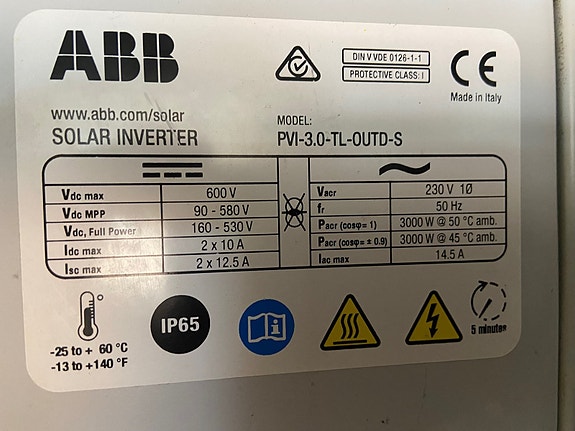 ABB
DIN V VDE 0126-1-1
PROTECTIVE CLASS: I
CE
Made in Italy
www.abb.com/solar
SOLAR INVERTER
MODEL:
PVI-3.0-TL-OUTD-S
Vdc max 600 V
Vdc MPP 90 - 580 V
Vdc, Full Power 160 - 530 V
Idc max 2 x 10 A
Isc max 2 x 12.5 A
Vacr 230 V 1Ø
fr 50 Hz
Pacr (cosφ= 1) 3000 W @ 50 °C amb.
Pacr (cosφ= ± 0.9) 3000 W @ 45 °C amb.
Iac max 14.5 A
-25 to + 60 °C
-13 to +140 °F
IP65
5 minutes